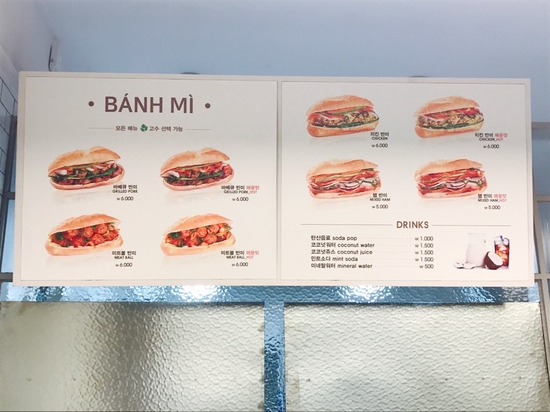 • BÁNH MÌ •
모든 메뉴 고수 선택 가능
바베큐 반미
GRILLED PORK
₩ 6.000
바베큐 반미 매운맛
GRILLED PORK_HOT
₩ 6.000
미트볼 반미
MEAT BALL
₩ 6.000
미트볼 반미 매운맛
MEAT BALL_HOT
₩ 6.000
치킨 반미
CHICKEN
₩ 6.000
치킨 반미 매운맛
CHICKEN_HOT
₩ 6.000
햄 반미
MIXED HAM
₩ 5.000
햄 반미 매운맛
MIXED HAM_HOT
₩ 5.000
DRINKS
탄산음료 soda pop ₩ 1.000
코코넛워터 coconut water ₩ 1.500
코코넛쥬스 coconut juice ₩ 1.500
민트소다 mint soda ₩ 1.500
미네랄워터 mineral water ₩ 500